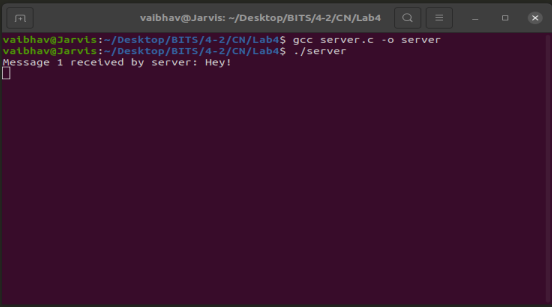 vaibhav@Jarvis: ~/Desktop/BITS/4-2/CN/Lab4
vaibhav@Jarvis:~/Desktop/BITS/4-2/CN/Lab4$ gcc server.c -o server
vaibhav@Jarvis:~/Desktop/BITS/4-2/CN/Lab4$ ./server
Message 1 received by server: Hey!